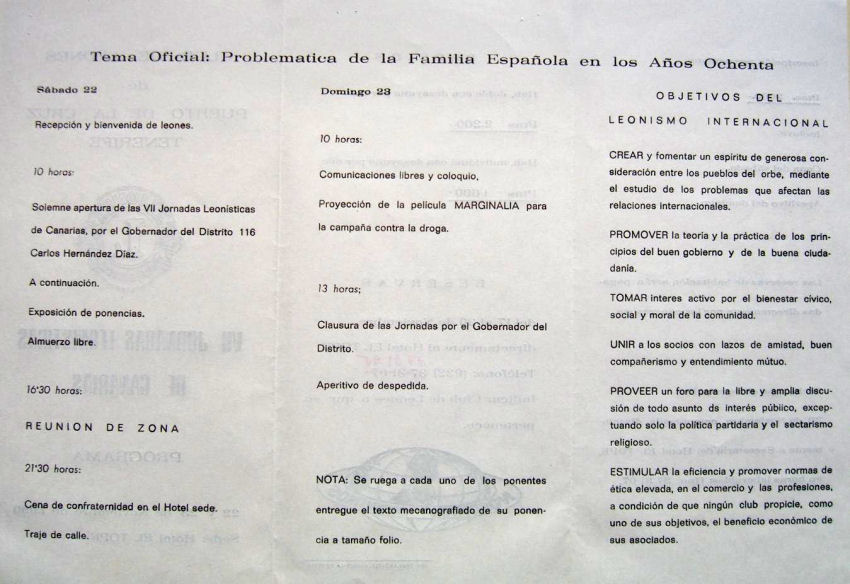 Tema Oficial: Problematica de la Familia Española en los Años Ochenta
Sábado 22
Recepción y bienvenida de leones.
10 horas:
Solemne apertura de las VII Jornadas Leonísticas
de Canarias, por el Gobernador del Distrito 116
Carlos Hernández Díaz.
A continuación.
Exposición de ponencias.
Almuerzo libre.
16'30 horas:
REUNION DE ZONA
21'30 horas:
Cena de confraternidad en el Hotel sede.
Traje de calle.
Domingo 23
10 horas:
Comunicaciones libres y coloquio.
Proyección de la película MARGINALIA para
la campaña contra la droga.
13 horas;
Clausura de las Jornadas por el Gobernador del
Distrito.
Aperitivo de despedida.
NOTA: Se ruega a cada uno de los ponentes
entregue el texto mecanografiado de su ponen-
cia a tamaño folio.
OBJETIVOS DEL
LEONISMO INTERNACIONAL
CREAR y fomentar un espíritu de generosa con-
sideración entre los pueblos del orbe, mediante
el estudio de los problemas que afectan las
relaciones internacionales.
PROMOVER la teoría y la práctica de los prin-
cipios del buen gobierno y de la buena ciuda-
danía.
TOMAR interes activo por el bienestar cívico,
social y moral de la comunidad.
UNIR a los socios con lazos de amistad, buen
compañerismo y entendimiento mútuo.
PROVEER un foro para la libre y amplia discu-
sión de todo asunto de interés público, excep-
tuando solo la política partidaria y el sectarismo
religioso.
ESTIMULAR la eficiencia y promover normas de
ética elevada, en el comercio y las profesiones,
a condición de que ningún club propicie, como
uno de sus objetivos, el beneficio económico de
sus asociados.